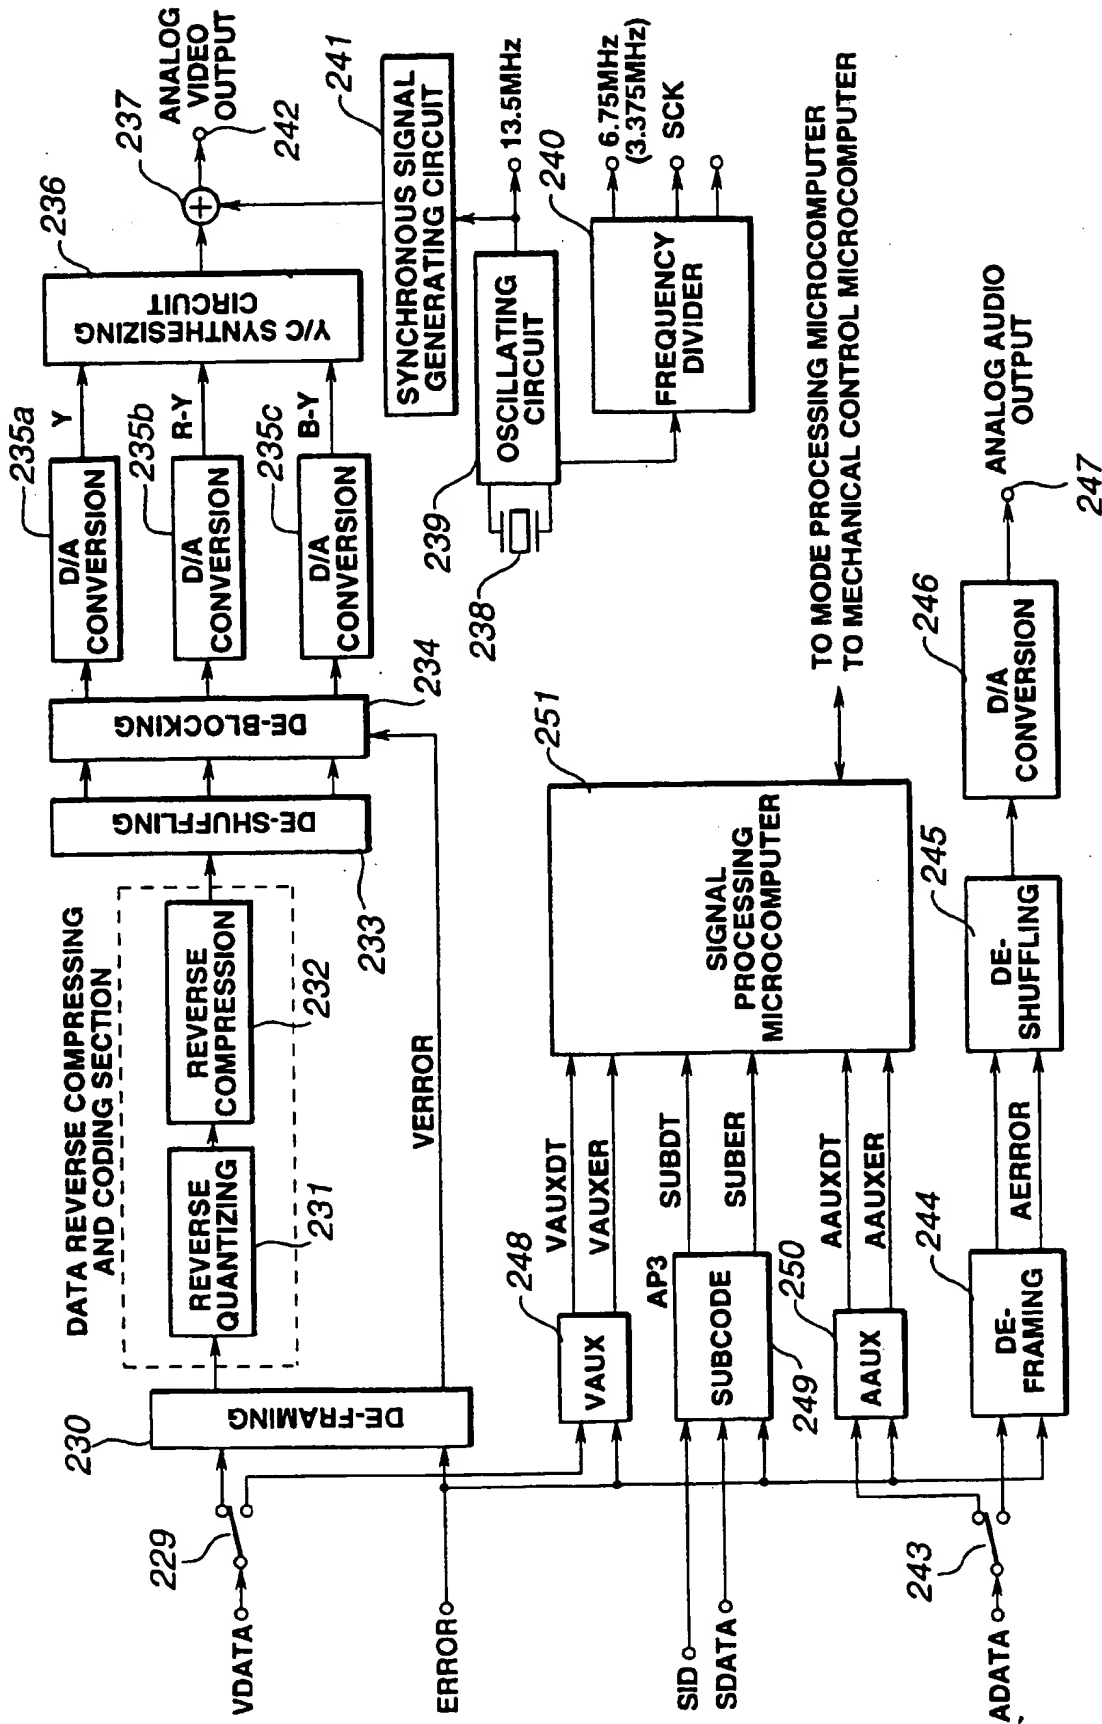 DATA REVERSE COMPRESSING
AND CODING SECTION
VDATA
229
230
DE-FRAMING
REVERSE
QUANTIZING
231
REVERSE
COMPRESSION
232
DE-SHUFFLING
233
DE-BLOCKING
234
D/A
CONVERSION
235a
Y
D/A
CONVERSION
235b
R-Y
D/A
CONVERSION
235c
B-Y
Y/C SYNTHESIZING
CIRCUIT
236
237
ANALOG
VIDEO
OUTPUT
242
SYNCHRONOUS SIGNAL
GENERATING CIRCUIT
241
238
239
OSCILLATING
CIRCUIT
13.5MHz
FREQUENCY
DIVIDER
240
6.75MHz
(3.375MHz)
SCK
ERROR
VERROR
VAUX
248
VAUXDT
VAUXER
SID
SDATA
AP3
SUBCODE
249
SUBDT
SUBER
AAUX
250
AAUXDT
AAUXER
SIGNAL
PROCESSING
MICROCOMPUTER
251
TO MODE PROCESSING MICROCOMPUTER
TO MECHANICAL CONTROL MICROCOMPUTER
ADATA
243
DE-
FRAMING
244
AERROR
DE-
SHUFFLING
245
D/A
CONVERSION
246
ANALOG AUDIO
OUTPUT
247